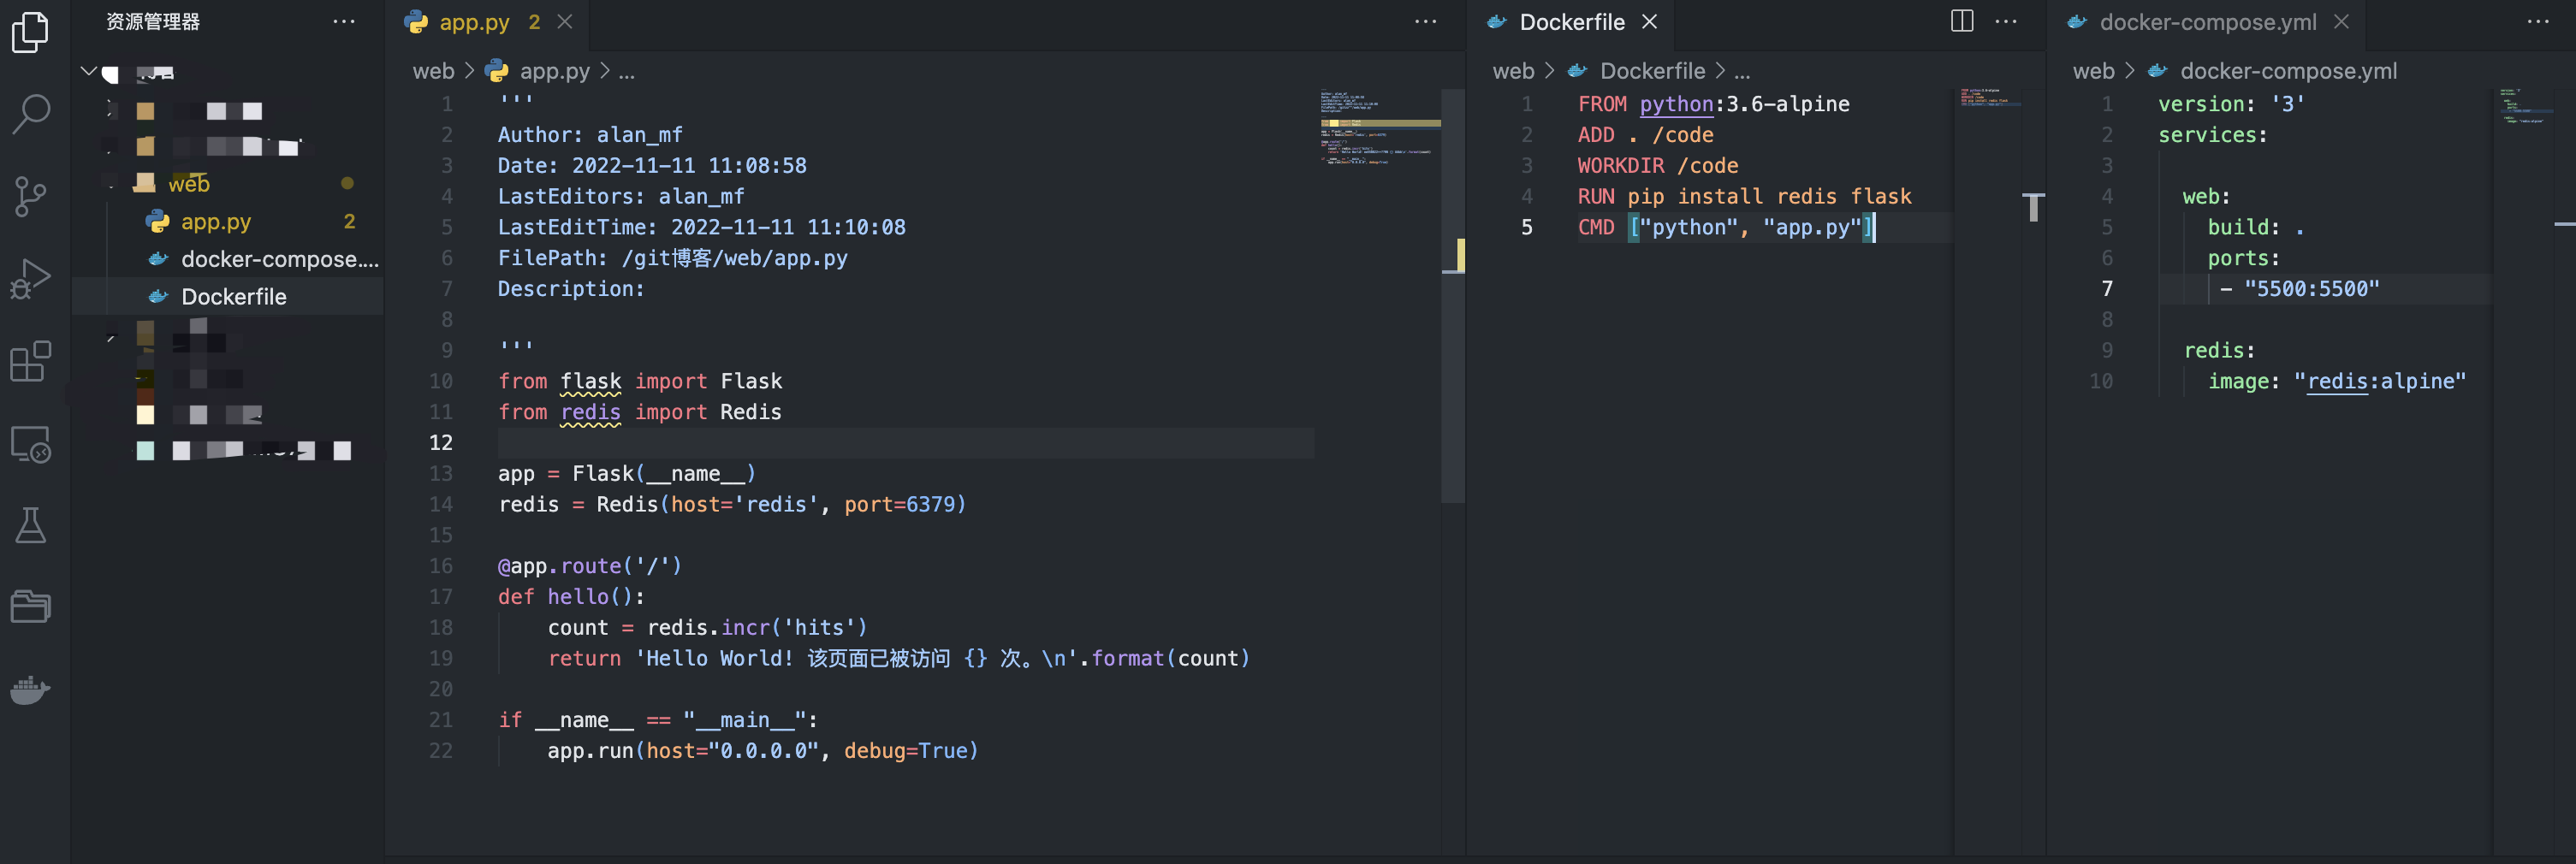 资源管理器
web
app.py 2
docker-compose....
Dockerfile
app.py 2
web > app.py > ...
1 '''
2 Author: alan_mf
3 Date: 2022-11-11 11:08:58
4 LastEditors: alan_mf
5 LastEditTime: 2022-11-11 11:10:08
6 FilePath: /git博客/web/app.py
7 Description:
8
9 '''
10 from flask import Flask
11 from redis import Redis
12
13 app = Flask(__name__)
14 redis = Redis(host='redis', port=6379)
15
16 @app.route('/')
17 def hello():
18     count = redis.incr('hits')
19     return 'Hello World! 该页面已被访问 {} 次。\n'.format(count)
20
21 if __name__ == "__main__":
22     app.run(host="0.0.0.0", debug=True)
Dockerfile
web > Dockerfile > ...
1 FROM python:3.6-alpine
2 ADD . /code
3 WORKDIR /code
4 RUN pip install redis flask
5 CMD ["python", "app.py"]
docker-compose.yml
web > docker-compose.yml
1 version: '3'
2 services:
3
4   web:
5     build: .
6     ports:
7      - "5500:5500"
8
9   redis:
10     image: "redis:alpine"